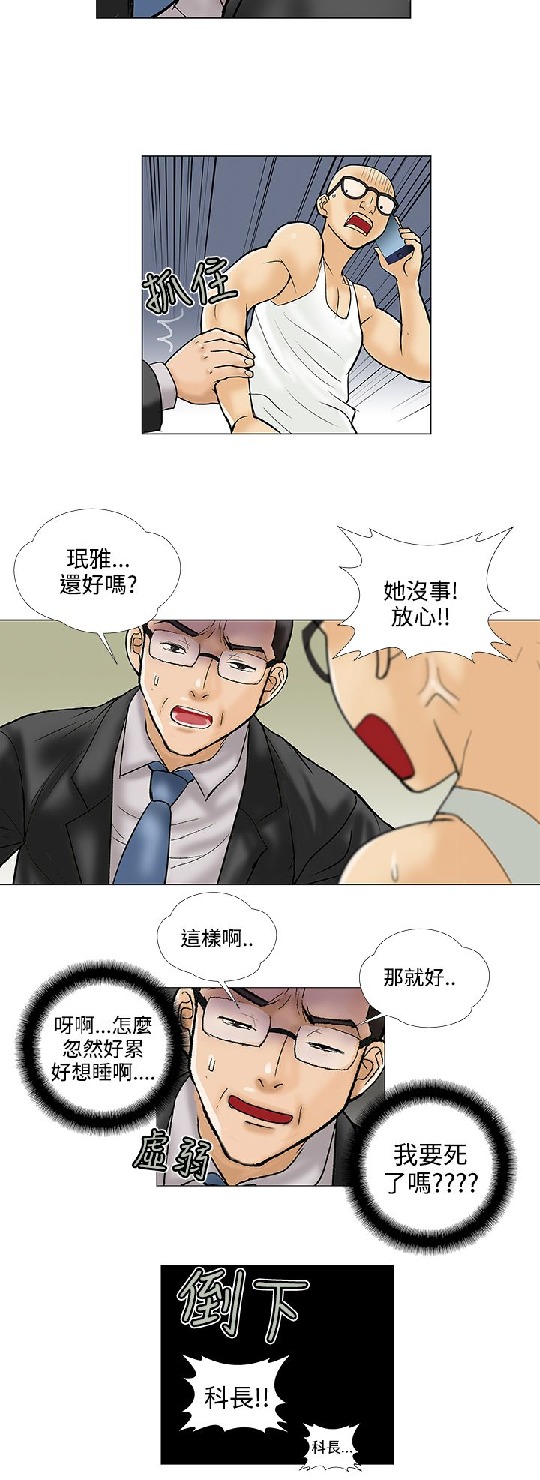 抓住
珉雅...
還好嗎?
她沒事!
放心!!
這樣啊..
那就好..
呀啊...怎麼
忽然好累
好想睡啊....
虛弱
我要死
了嗎????
倒下
科長!!
科長...